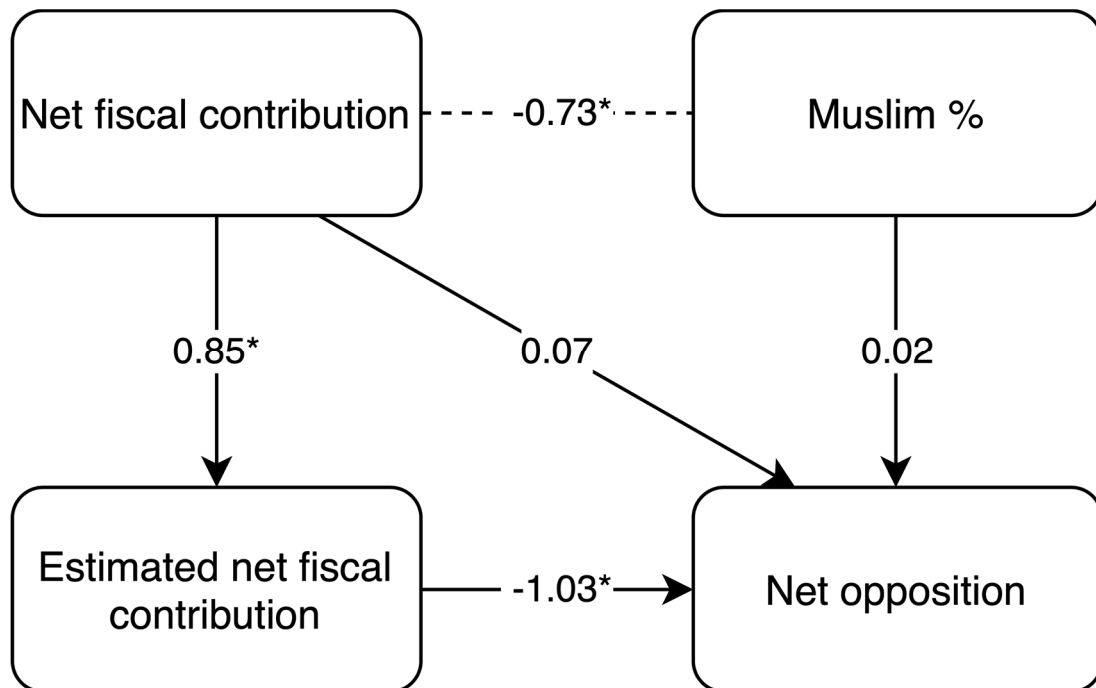 Net fiscal contribution
-0.73*
Muslim %
0.85*
0.07
0.02
Estimated net fiscal
contribution
-1.03*
Net opposition